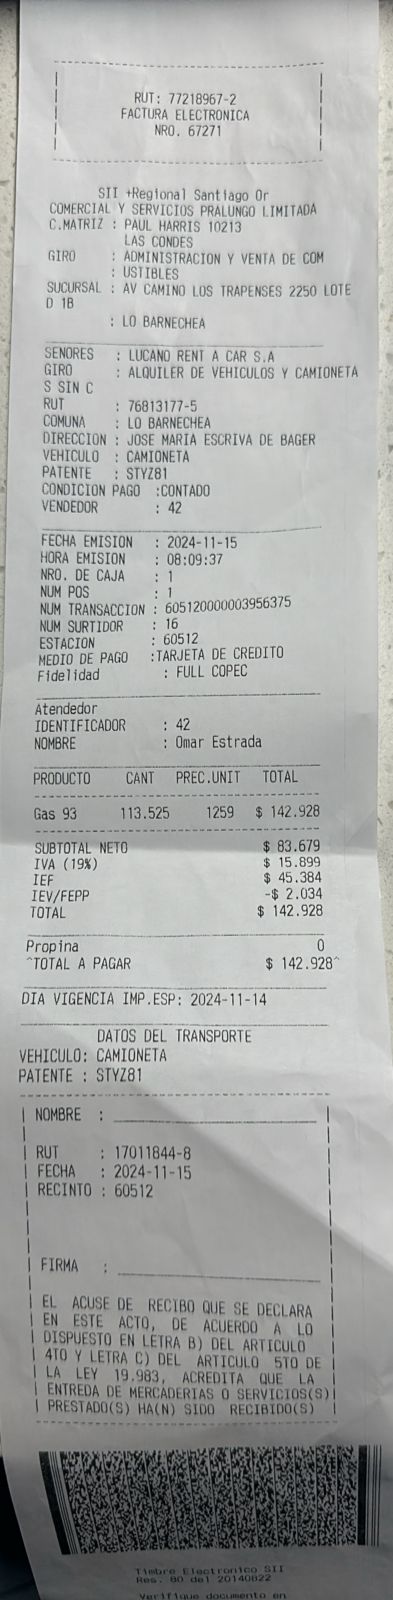 RUT: 77218967-2
FACTURA ELECTRONICA
NRO. 67271
SII +Regional Santiago Or
COMERCIAL Y SERVICIOS PRALUNGO LIMITADA
C.MATRIZ : PAUL HARRIS 10213
LAS CONDES
GIRO : ADMINISTRACION Y VENTA DE COM
: USTIBLES
SUCURSAL : AV CAMINO LOS TRAPENSES 2250 LOTE
D 1B
: LO BARNECHEA
SENORES : LUCANO RENT A CAR S.A
GIRO : ALQUILER DE VEHICULOS Y CAMIONETA
S SIN C
RUT : 76813177-5
COMUNA : LO BARNECHEA
DIRECCION : JOSE MARIA ESCRIVA DE BAGER
VEHICULO : CAMIONETA
PATENTE : STYZ81
CONDICION PAGO :CONTADO
VENDEDOR : 42
FECHA EMISION : 2024-11-15
HORA EMISION : 08:09:37
NRO. DE CAJA : 1
NUM POS : 1
NUM TRANSACCION : 605120000003956375
NUM SURTIDOR : 16
ESTACION : 60512
MEDIO DE PAGO :TARJETA DE CREDITO
Fidelidad : FULL COPEC
Atendedor
IDENTIFICADOR : 42
NOMBRE : Omar Estrada
PRODUCTO CANT PREC.UNIT TOTAL
Gas 93 113.525 1259 $ 142.928
SUBTOTAL NETO $ 83.679
IVA (19%) $ 15.899
IEF $ 45.384
IEV/FEPP -$ 2.034
TOTAL $ 142.928
Propina 0
^TOTAL A PAGAR $ 142.928^
DIA VIGENCIA IMP.ESP: 2024-11-14
DATOS DEL TRANSPORTE
VEHICULO: CAMIONETA
PATENTE : STYZ81
NOMBRE :
RUT : 17011844-8
FECHA : 2024-11-15
RECINTO : 60512
FIRMA :
EL ACUSE DE RECIBO QUE SE DECLARA
EN ESTE ACTO, DE ACUERDO A LO
DISPUESTO EN LETRA B) DEL ARTICULO
4TO Y LETRA C) DEL ARTICULO 5TO DE
LA LEY 19.983, ACREDITA QUE LA
ENTREDA DE MERCADERIAS O SERVICIOS(S)
PRESTADO(S) HA(N) SIDO RECIBIDO(S)
Timbre Electronico SII
Res. 80 del 20140822
Verifique documento en